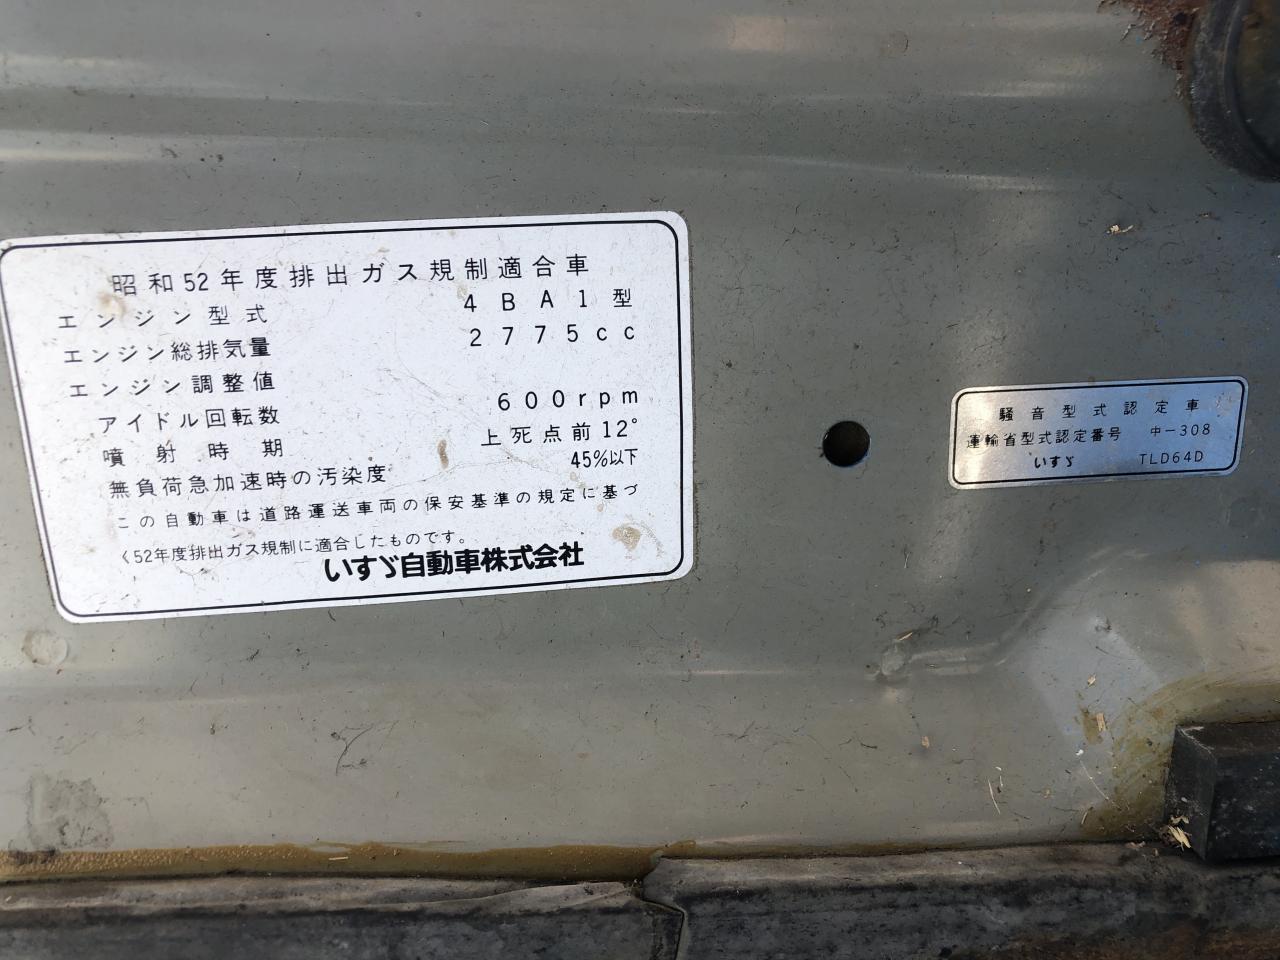 昭和52年度排出ガス規制適合車
エンジン型式 4BA1型
エンジン総排気量 2775cc
エンジン調整値
アイドル回転数 600rpm
噴射時期 上死点前12°
無負荷急加速時の汚染度 45%以下
この自動車は道路運送車両の保安基準の規定に基づ
く52年度排出ガス規制に適合したものです。
いすゞ自動車株式会社
騒音型式認定車
運輸省型式認定番号 中-308
いすゞ TLD64D